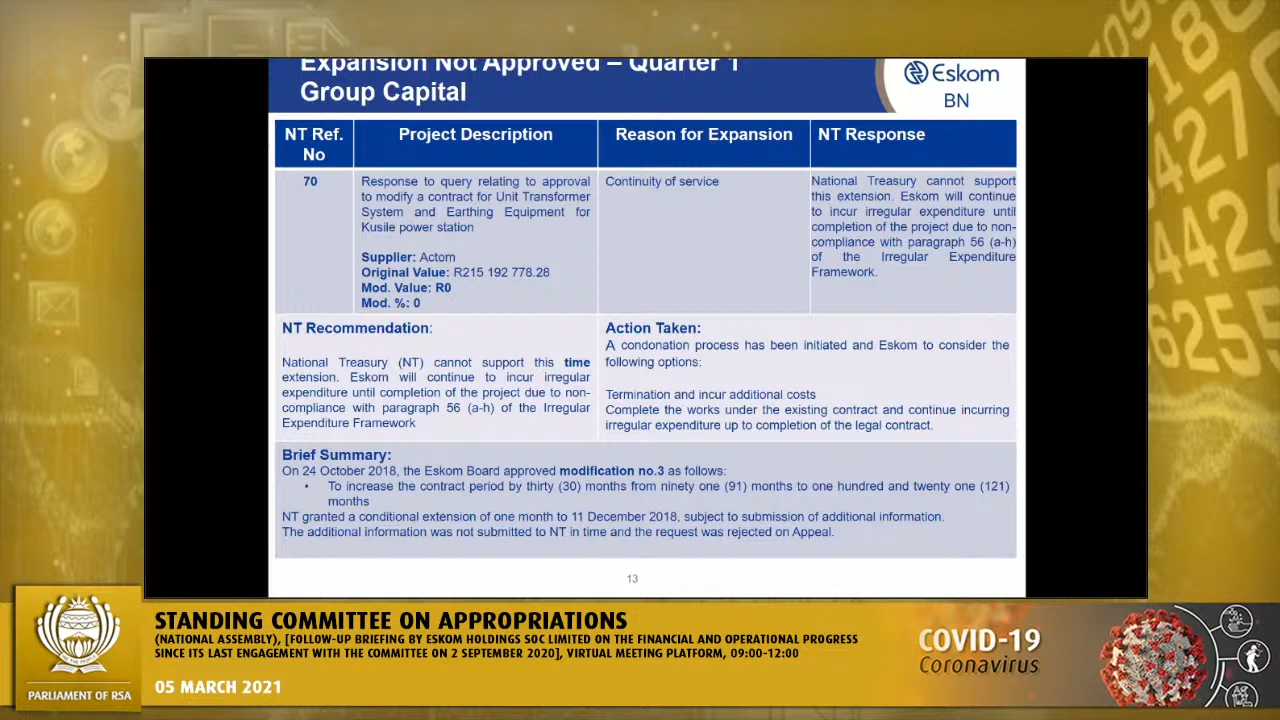 Expansion Not Approved – Quarter 1
Group Capital
Eskom
BN
NT Ref. No
Project Description
Reason for Expansion
NT Response
70
Response to query relating to approval
to modify a contract for Unit Transformer
System and Earthing Equipment for
Kusile power station
Supplier: Actom
Original Value: R215 192 778.28
Mod. Value: R0
Mod. %: 0
Continuity of service
National Treasury cannot support
this extension. Eskom will continue
to incur irregular expenditure until
completion of the project due to non-
compliance with paragraph 56 (a-h)
of the Irregular Expenditure
Framework.
NT Recommendation:
National Treasury (NT) cannot support this time
extension. Eskom will continue to incur irregular
expenditure until completion of the project due to non-
compliance with paragraph 56 (a-h) of the Irregular
Expenditure Framework
Action Taken:
A condonation process has been initiated and Eskom to consider the
following options:
Termination and incur additional costs
Complete the works under the existing contract and continue incurring
irregular expenditure up to completion of the legal contract.
Brief Summary:
On 24 October 2018, the Eskom Board approved modification no.3 as follows:
• To increase the contract period by thirty (30) months from ninety one (91) months to one hundred and twenty one (121)
months
NT granted a conditional extension of one month to 11 December 2018, subject to submission of additional information.
The additional information was not submitted to NT in time and the request was rejected on Appeal.
13
STANDING COMMITTEE ON APPROPRIATIONS
(NATIONAL ASSEMBLY), [FOLLOW-UP BRIEFING BY ESKOM HOLDINGS SOC LIMITED ON THE FINANCIAL AND OPERATIONAL PROGRESS
SINCE ITS LAST ENGAGEMENT WITH THE COMMITTEE ON 2 SEPTEMBER 2020], VIRTUAL MEETING PLATFORM, 09:00-12:00
05 MARCH 2021
PARLIAMENT OF RSA
COVID-19
Coronavirus